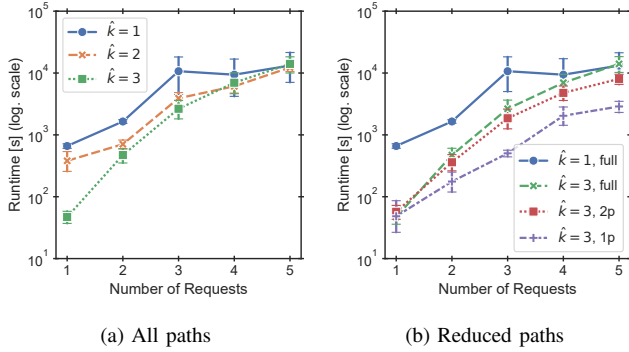 10^5
10^4
10^3
10^2
10^1
Runtime [s] (log. scale)
k̂ = 1
k̂ = 2
k̂ = 3
1 2 3 4 5
Number of Requests
(a) All paths
10^5
10^4
10^3
10^2
10^1
Runtime [s] (log. scale)
k̂ = 1, full
k̂ = 3, full
k̂ = 3, 2p
k̂ = 3, 1p
1 2 3 4 5
Number of Requests
(b) Reduced paths